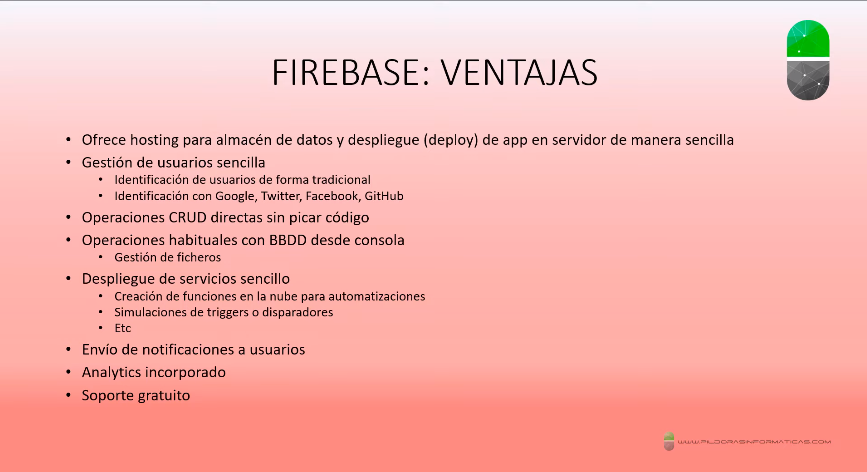 FIREBASE: VENTAJAS
• Ofrece hosting para almacén de datos y despliegue (deploy) de app en servidor de manera sencilla
• Gestión de usuarios sencilla
• Identificación de usuarios de forma tradicional
• Identificación con Google, Twitter, Facebook, GitHub
• Operaciones CRUD directas sin picar código
• Operaciones habituales con BBDD desde consola
• Gestión de ficheros
• Despliegue de servicios sencillo
• Creación de funciones en la nube para automatizaciones
• Simulaciones de triggers o disparadores
• Etc
• Envío de notificaciones a usuarios
• Analytics incorporado
• Soporte gratuito
WWW.PILDORASINFORMATICAS.COM